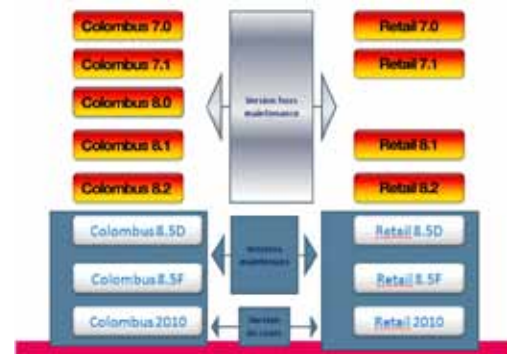 Colombus 7.0
Retail 7.0
Colombus 7.1
Retail 7.1
Colombus 8.0
Version hors
maintenance
Colombus 8.1
Retail 8.1
Colombus 8.2
Retail 8.2
Colombus 8.5D
Retail 8.5D
maintenance
Colombus 8.5F
Retail 8.5F
Colombus 2010
Version
en cours
Retail 2010